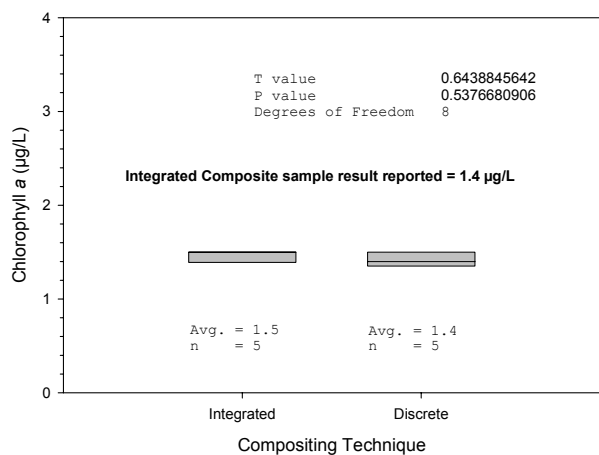 4
T value 0.6438845642
P value 0.5376680906
Degrees of Freedom 8
3
Integrated Composite sample result reported = 1.4 µg/L
2
Chlorophyll a (µg/L)
1
Avg. = 1.5 Avg. = 1.4
n = 5 n = 5
0
Integrated Discrete
Compositing Technique